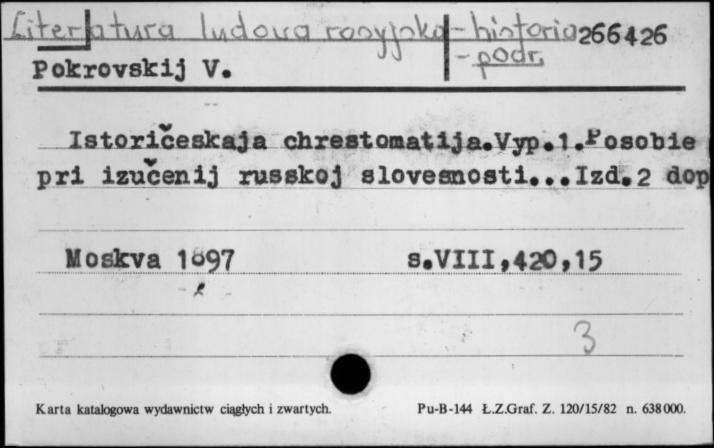 Literatura ludowa rosyjska - historia 266426
- podr.
Pokrovskij V.
Istoričeskaja chrestomatija.Vyp.1.Posobie
pri izučenij russkoj slovesnosti...Izd.2 dop
Moskva 1897 s.VIII,420,15
3
Karta katalogowa wydawnictw ciągłych i zwartych. Pu-B-144 Ł.Z.Graf. Z. 120/15/82 n. 638000.